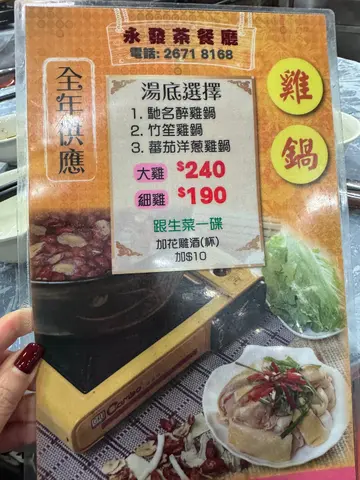 永發茶餐廳
電話: 2671 8168
全年供應
雞鍋
湯底選擇
1. 馳名醉雞鍋
2. 竹笙雞鍋
3. 蕃茄洋蔥雞鍋
大雞 $240
細雞 $190
跟生菜一碟
加花雕酒(杯)
加$10